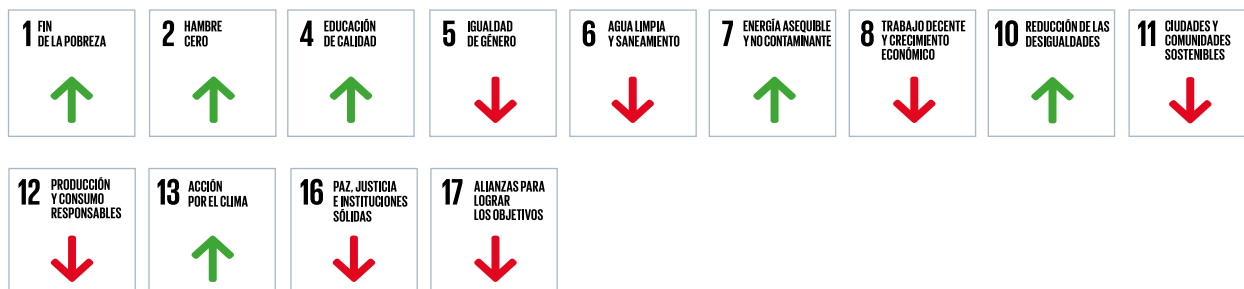 1 FIN
DE LA POBREZA
2 HAMBRE
CERO
4 EDUCACIÓN
DE CALIDAD
5 IGUALDAD
DE GÉNERO
6 AGUA LIMPIA
Y SANEAMIENTO
7 ENERGÍA ASEQUIBLE
Y NO CONTAMINANTE
8 TRABAJO DECENTE
Y CRECIMIENTO
ECONÓMICO
10 REDUCCIÓN DE LAS
DESIGUALDADES
11 CIUDADES Y
COMUNIDADES
SOSTENIBLES
12 PRODUCCIÓN
Y CONSUMO
RESPONSABLES
13 ACCIÓN
POR EL CLIMA
16 PAZ, JUSTICIA
E INSTITUCIONES
SÓLIDAS
17 ALIANZAS PARA
LOGRAR
LOS OBJETIVOS